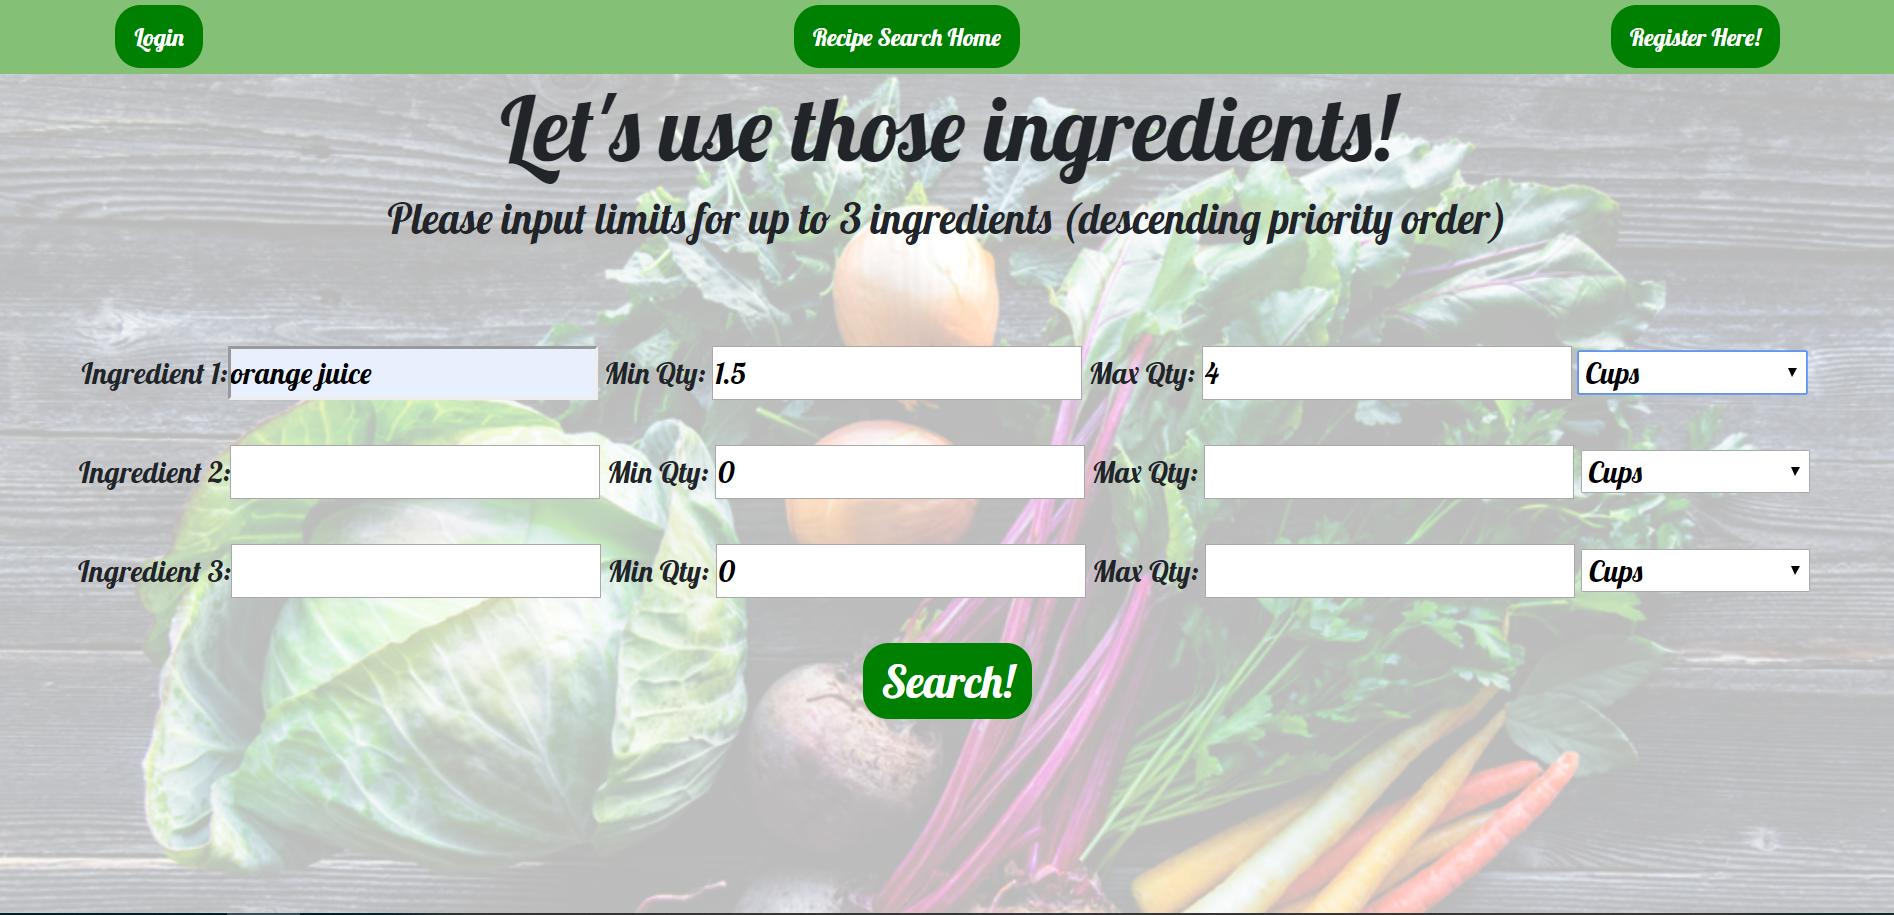 Login Recipe Search Home Register Here!
Let's use those ingredients!
Please input limits for up to 3 ingredients (descending priority order)
Ingredient 1: orange juice Min Qty: 1.5 Max Qty: 4 Cups
Ingredient 2: Min Qty: 0 Max Qty: Cups
Ingredient 3: Min Qty: 0 Max Qty: Cups
Search!